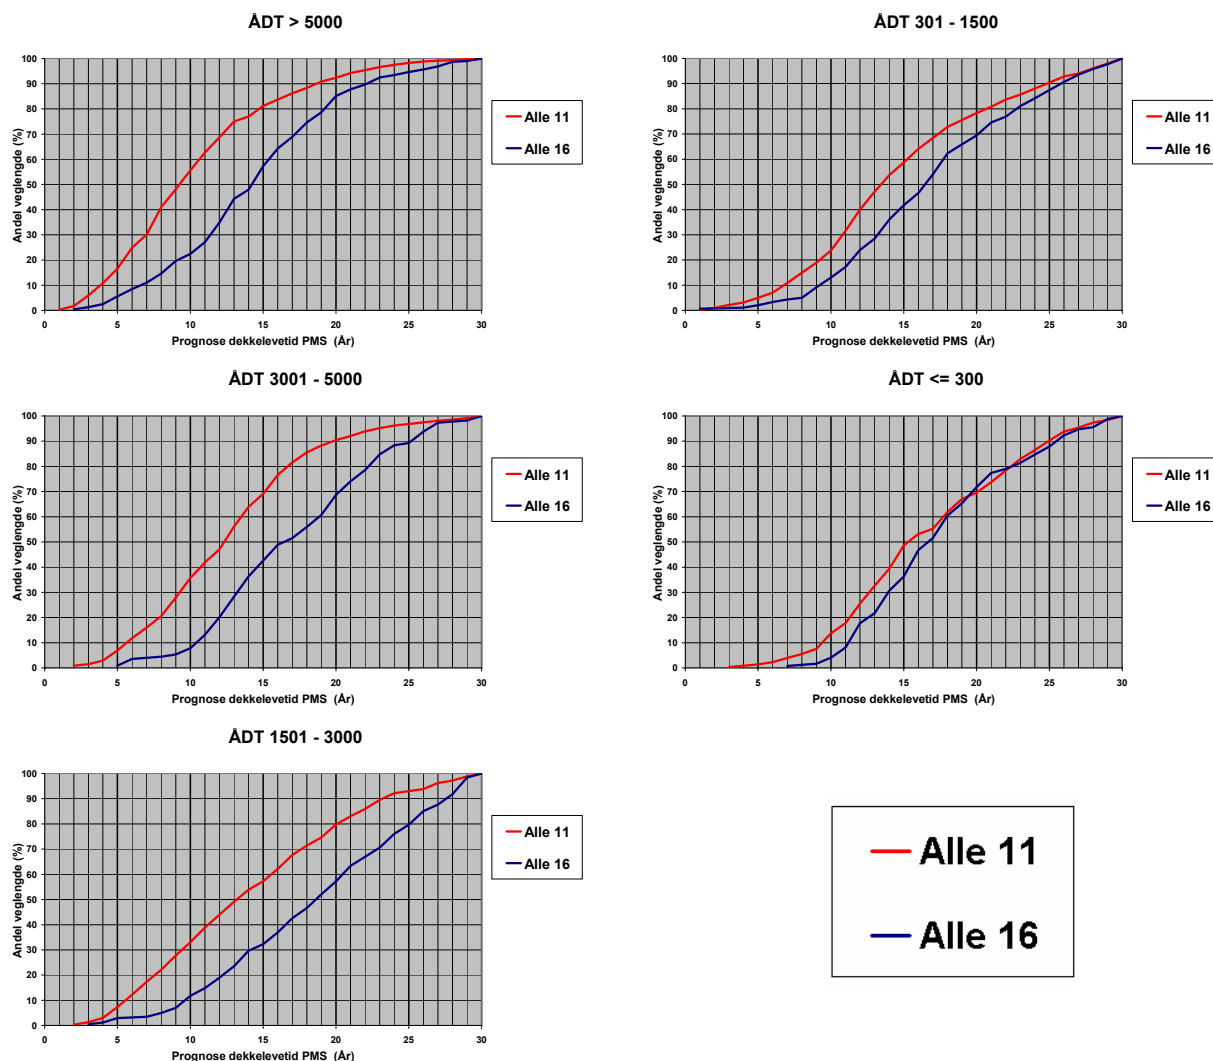 ÅDT > 5000
100
90
80
70
60
50
40
30
20
10
0
Andel veglengde (%)
0 5 10 15 20 25 30
Prognose dekkelevetid PMS (År)
Alle 11
Alle 16
ÅDT 301 - 1500
100
90
80
70
60
50
40
30
20
10
0
Andel veglengde (%)
0 5 10 15 20 25 30
Prognose dekkelevetid PMS (År)
Alle 11
Alle 16
ÅDT 3001 - 5000
100
90
80
70
60
50
40
30
20
10
0
Andel veglengde (%)
0 5 10 15 20 25 30
Prognose dekkelevetid PMS (År)
Alle 11
Alle 16
ÅDT <= 300
100
90
80
70
60
50
40
30
20
10
0
Andel veglengde (%)
0 5 10 15 20 25 30
Prognose dekkelevetid PMS (År)
Alle 11
Alle 16
ÅDT 1501 - 3000
100
90
80
70
60
50
40
30
20
10
0
Andel veglengde (%)
0 5 10 15 20 25 30
Prognose dekkelevetid PMS (År)
Alle 11
Alle 16
Alle 11
Alle 16